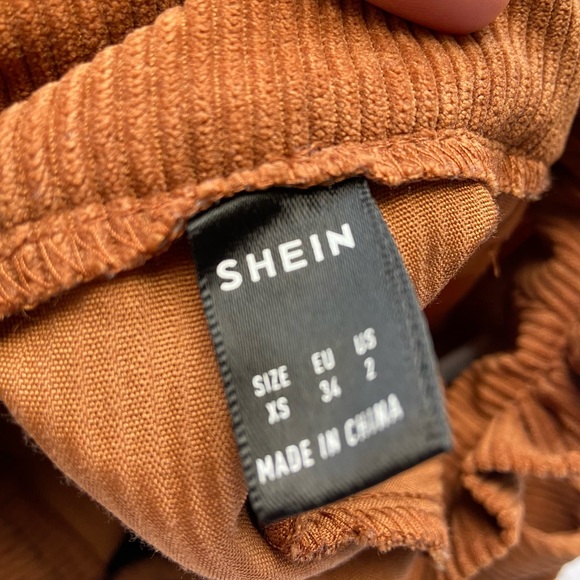 SHEIN
SIZE EU US
XS 34 2
MADE IN CHINA